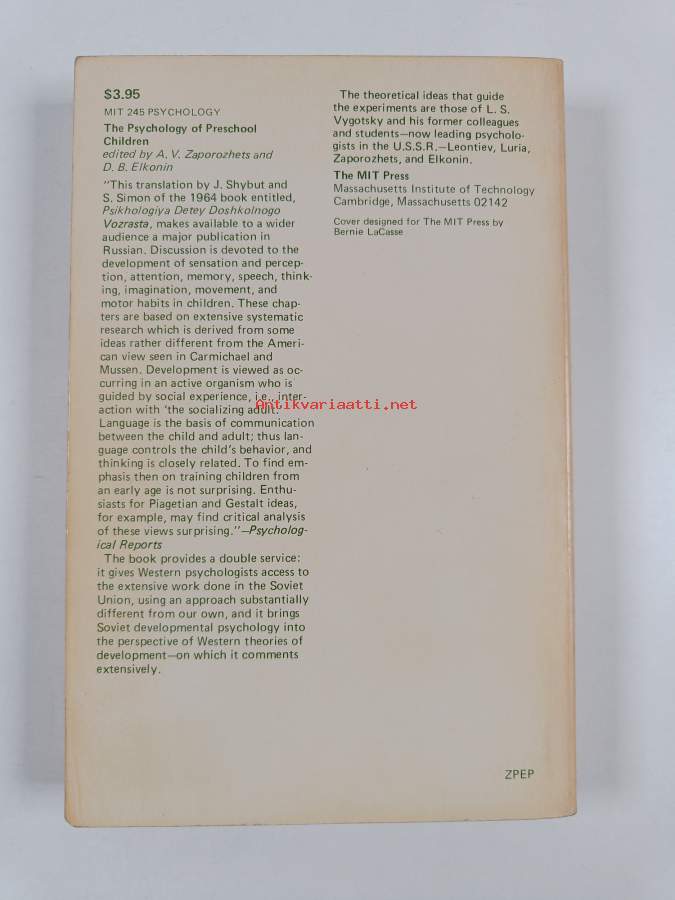 $3.95
MIT 245 PSYCHOLOGY
The Psychology of Preschool
Children
edited by A. V. Zaporozhets and
D. B. Elkonin
"This translation by J. Shybut and
S. Simon of the 1964 book entitled,
Psikhologiya Detey Doshkolnogo
Vozrasta, makes available to a wider
audience a major publication in
Russian. Discussion is devoted to the
development of sensation and percep-
tion, attention, memory, speech, think-
ing, imagination, movement, and
motor habits in children. These chap-
ters are based on extensive systematic
research which is derived from some
ideas rather different from the Ameri-
can view seen in Carmichael and
Mussen. Development is viewed as oc-
curring in an active organism who is
guided by social experience, i.e., inter-
action with 'the socializing adult.'
Language is the basis of communication
between the child and adult; thus lan-
guage controls the child's behavior, and
thinking is closely related. To find em-
phasis then on training children from
an early age is not surprising. Enthu-
siasts for Piagetian and Gestalt ideas,
for example, may find critical analysis
of these views surprising."—Psycholog-
ical Reports
The book provides a double service:
it gives Western psychologists access to
the extensive work done in the Soviet
Union, using an approach substantially
different from our own, and it brings
Soviet developmental psychology into
the perspective of Western theories of
development—on which it comments
extensively.
The theoretical ideas that guide
the experiments are those of L. S.
Vygotsky and his former colleagues
and students—now leading psycholo-
gists in the U.S.S.R.—Leontiev, Luria,
Zaporozhets, and Elkonin.
The MIT Press
Massachusetts Institute of Technology
Cambridge, Massachusetts 02142
Cover designed for The MIT Press by
Bernie LaCasse
Antikvariaatti.net
ZPEP